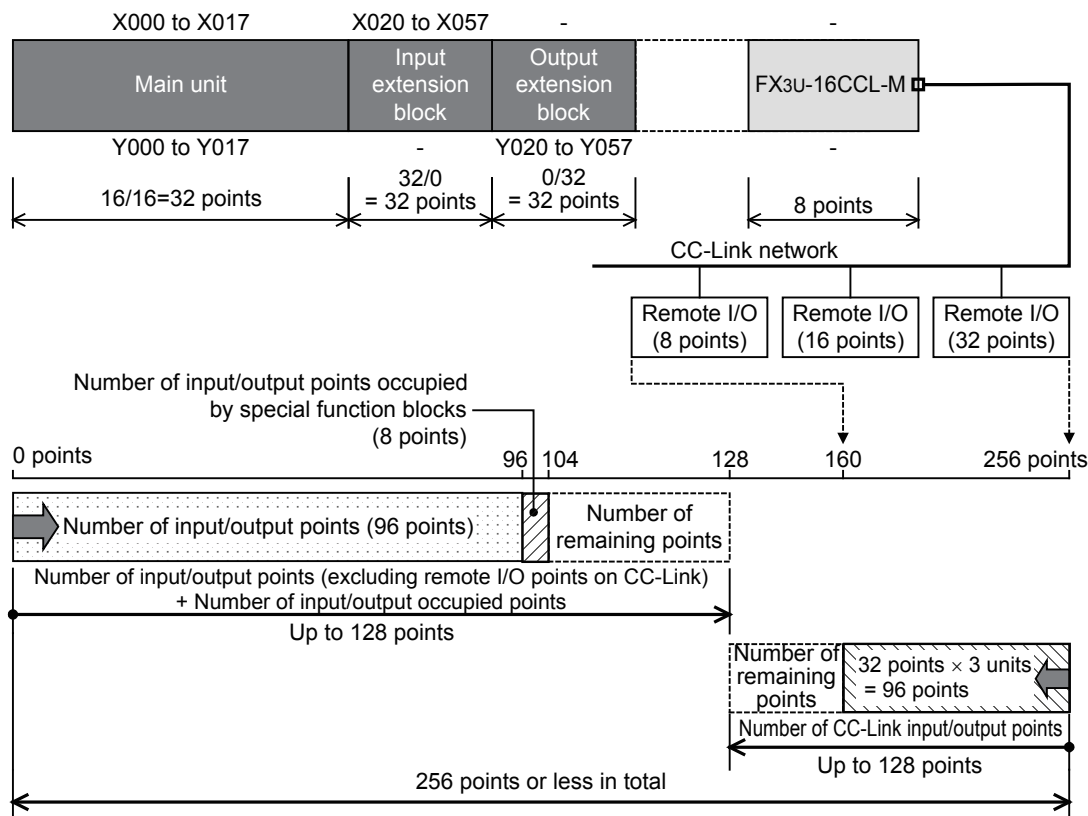 X000 to X017
X020 to X057
-
-
Main unit
Input
extension
block
Output
extension
block
FX3U-16CCL-M
Y000 to Y017
-
Y020 to Y057
-
16/16=32 points
32/0
= 32 points
0/32
= 32 points
8 points
CC-Link network
Remote I/O
(8 points)
Remote I/O
(16 points)
Remote I/O
(32 points)
Number of input/output points occupied
by special function blocks
(8 points)
0 points
96
104
128
160
256 points
Number of input/output points (96 points)
Number of
remaining points
Number of input/output points (excluding remote I/O points on CC-Link)
+ Number of input/output occupied points
Up to 128 points
Number of
remaining
points
32 points × 3 units
= 96 points
Number of CC-Link input/output points
Up to 128 points
256 points or less in total